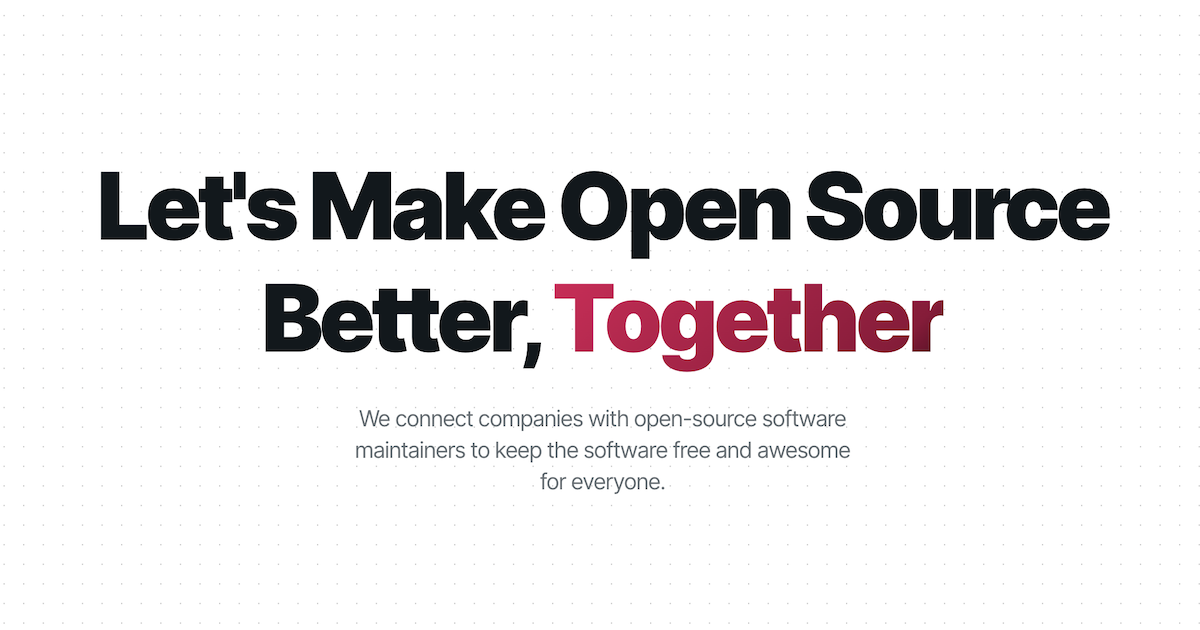 Let's Make Open Source
Better, Together
We connect companies with open-source software
maintainers to keep the software free and awesome
for everyone.